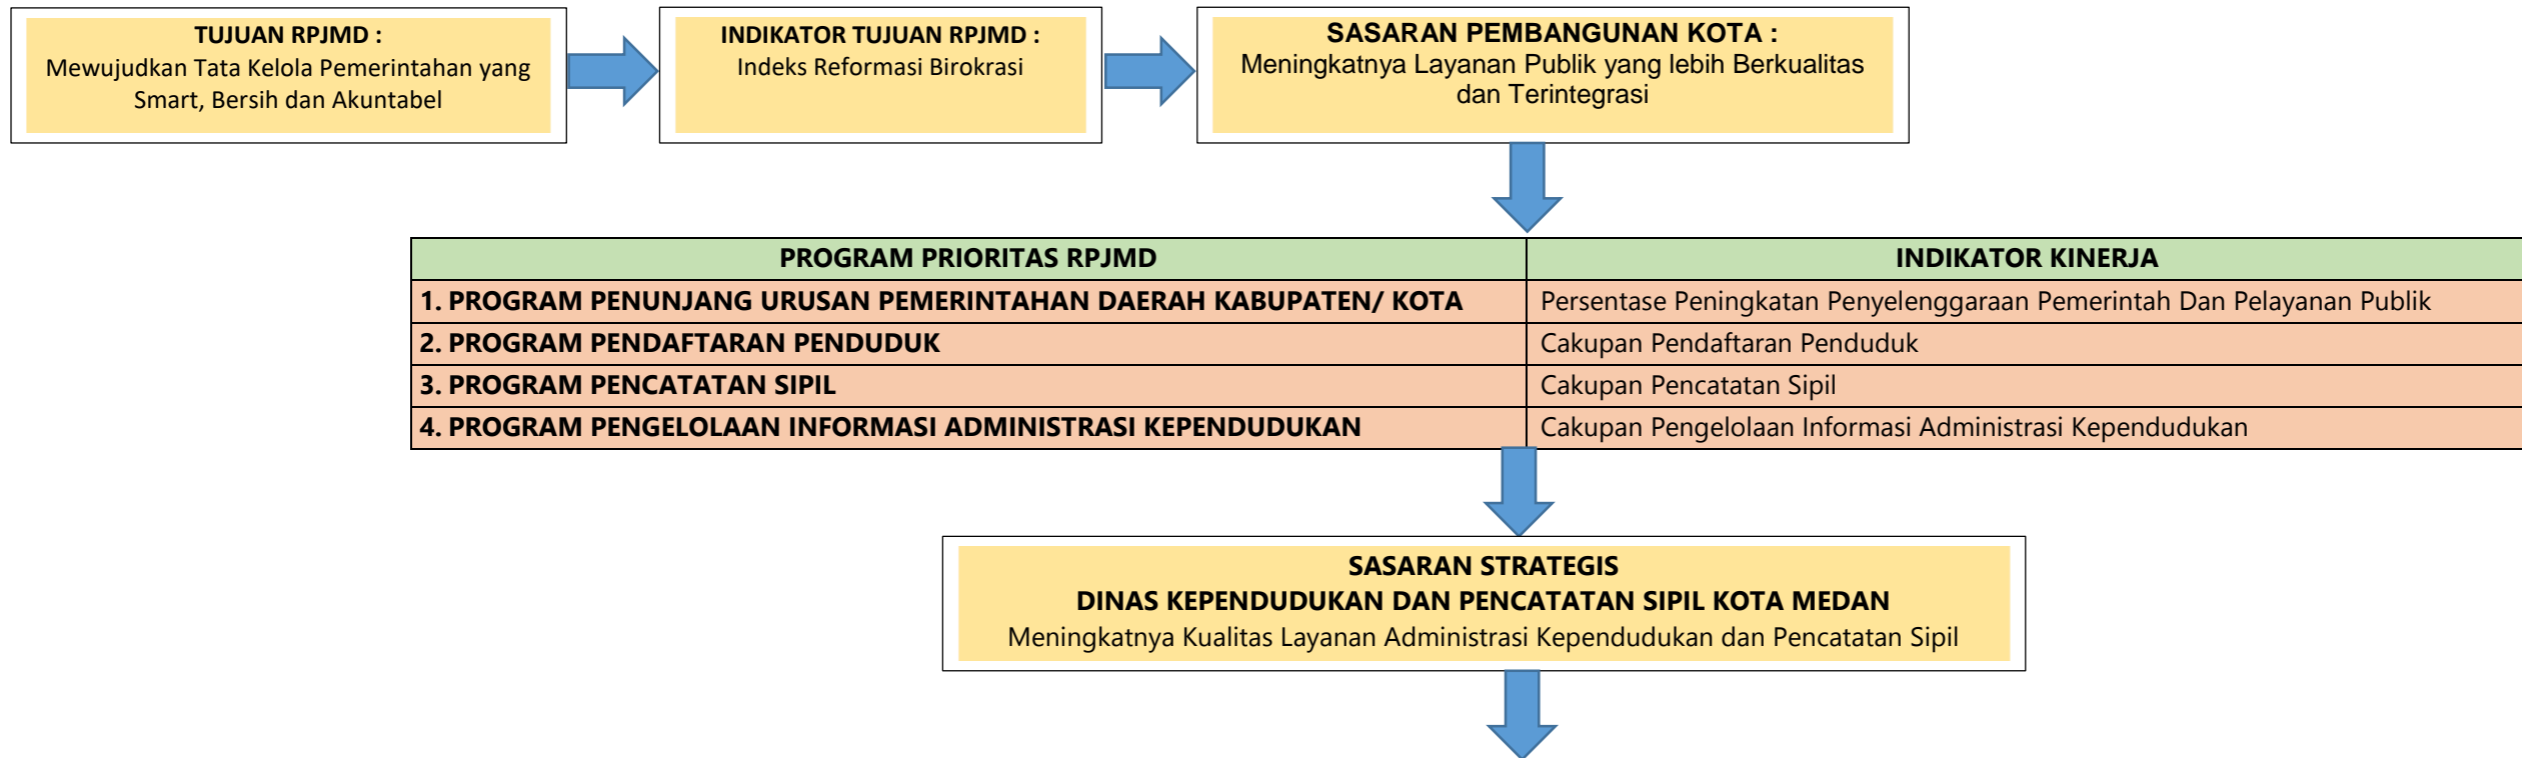 TUJUAN RPJMD :
Mewujudkan Tata Kelola Pemerintahan yang
Smart, Bersih dan Akuntabel
INDIKATOR TUJUAN RPJMD :
Indeks Reformasi Birokrasi
SASARAN PEMBANGUNAN KOTA :
Meningkatnya Layanan Publik yang lebih Berkualitas
dan Terintegrasi
PROGRAM PRIORITAS RPJMD
INDIKATOR KINERJA
1. PROGRAM PENUNJANG URUSAN PEMERINTAHAN DAERAH KABUPATEN/ KOTA
Persentase Peningkatan Penyelenggaraan Pemerintah Dan Pelayanan Publik
2. PROGRAM PENDAFTARAN PENDUDUK
Cakupan Pendaftaran Penduduk
3. PROGRAM PENCATATAN SIPIL
Cakupan Pencatatan Sipil
4. PROGRAM PENGELOLAAN INFORMASI ADMINISTRASI KEPENDUDUKAN
Cakupan Pengelolaan Informasi Administrasi Kependudukan
SASARAN STRATEGIS
DINAS KEPENDUDUKAN DAN PENCATATAN SIPIL KOTA MEDAN
Meningkatnya Kualitas Layanan Administrasi Kependudukan dan Pencatatan Sipil